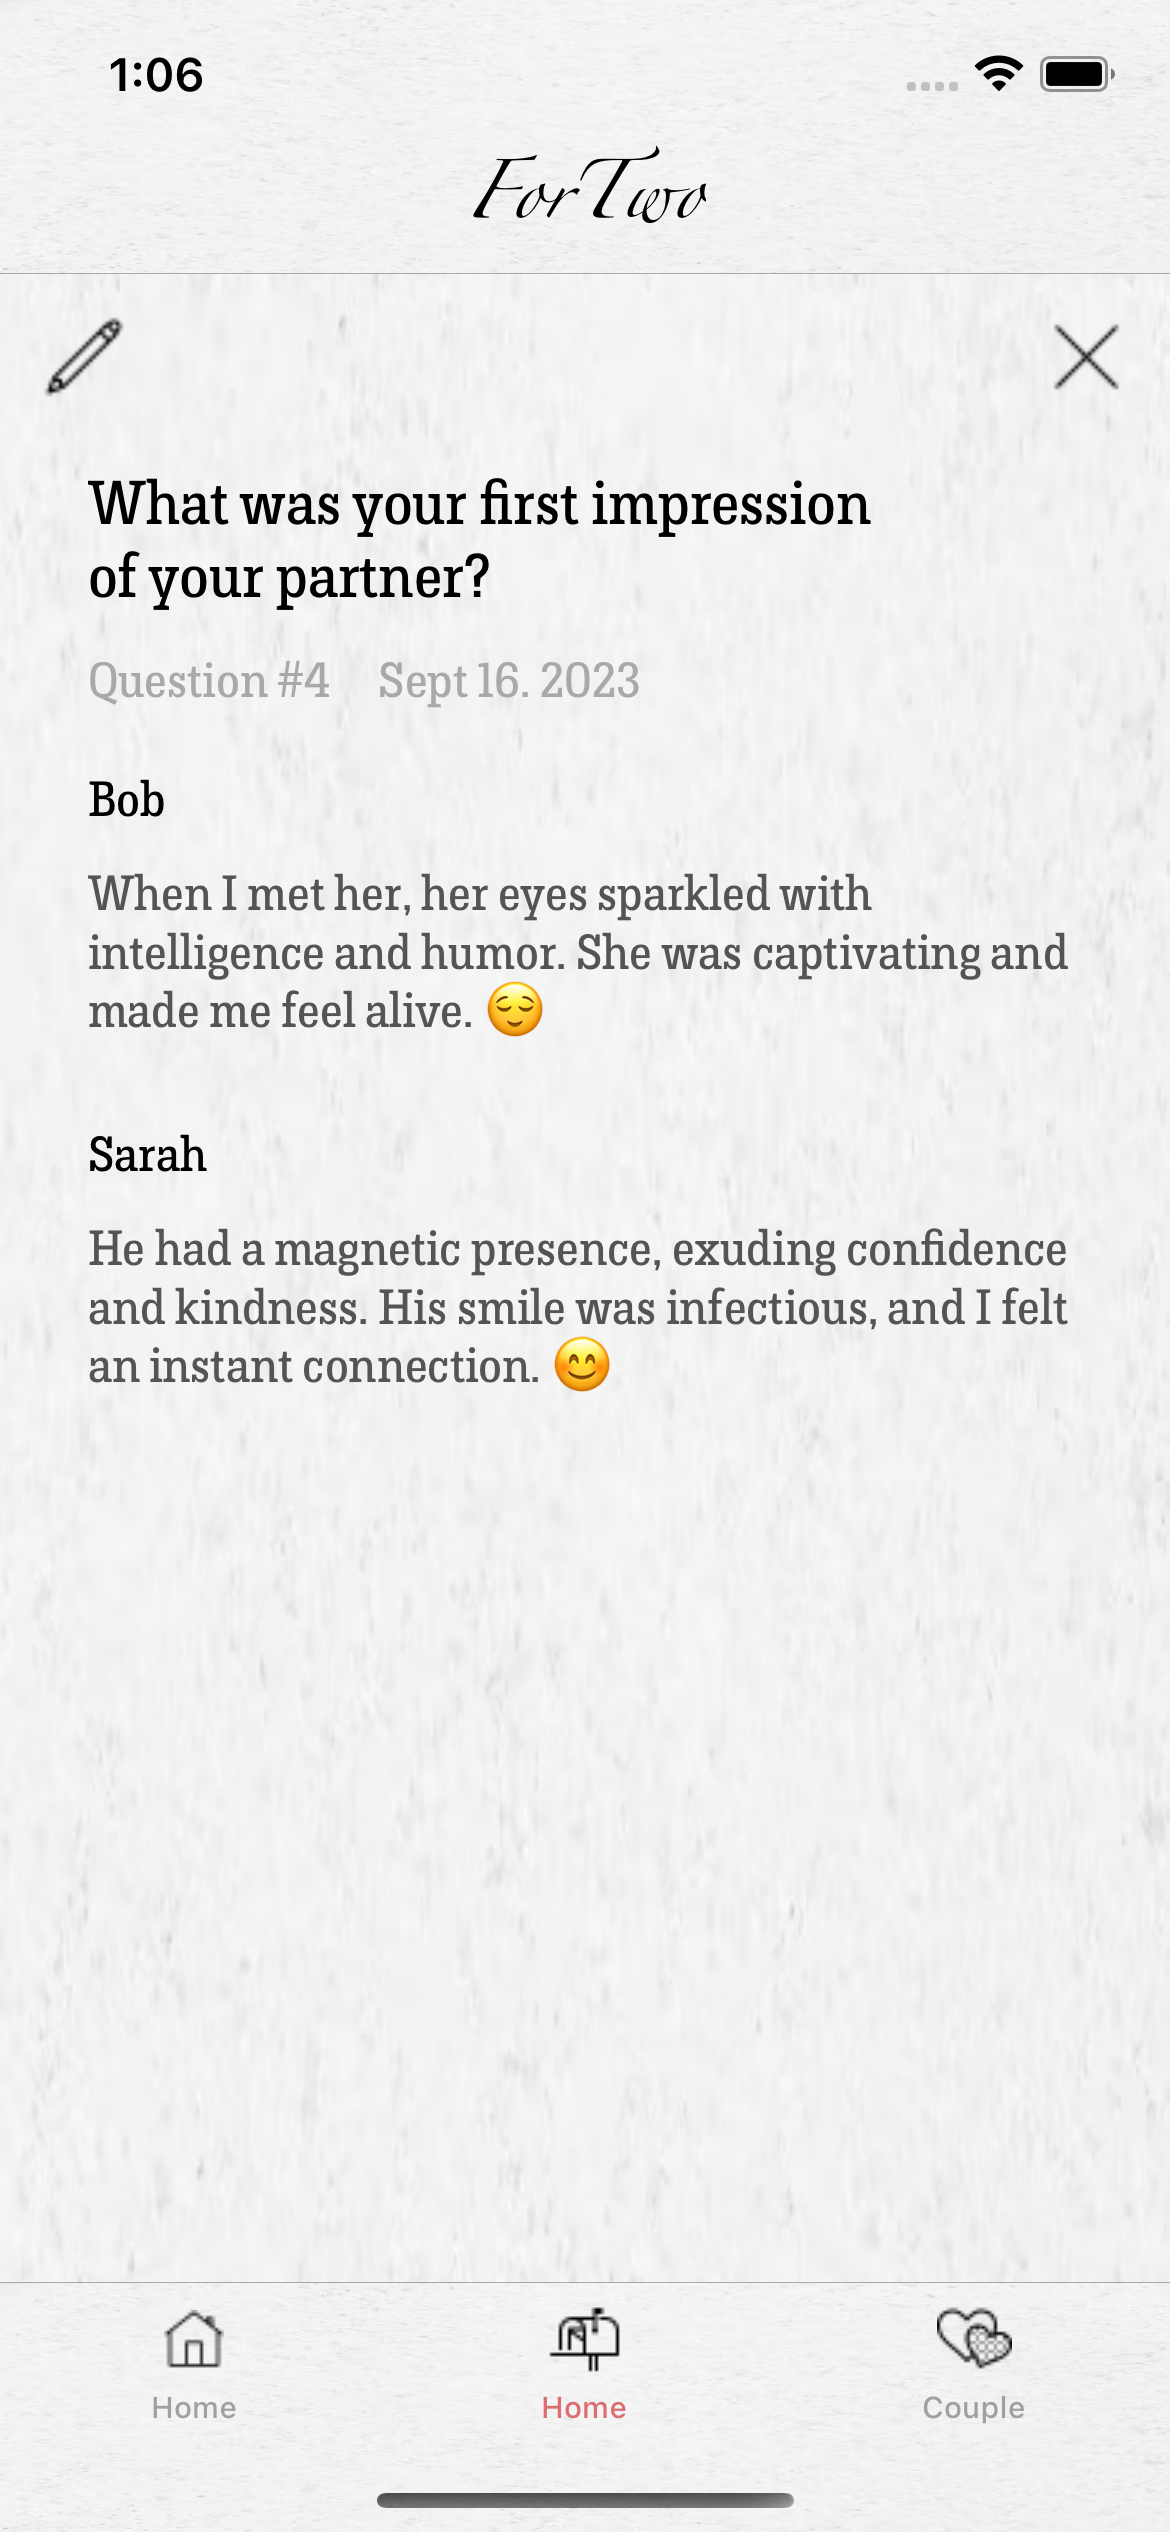 1:06
For Two
What was your first impression
of your partner?
Question #4 Sept 16. 2023
Bob
When I met her, her eyes sparkled with
intelligence and humor. She was captivating and
made me feel alive. 😌
Sarah
He had a magnetic presence, exuding confidence
and kindness. His smile was infectious, and I felt
an instant connection. 😊
Home Home Couple